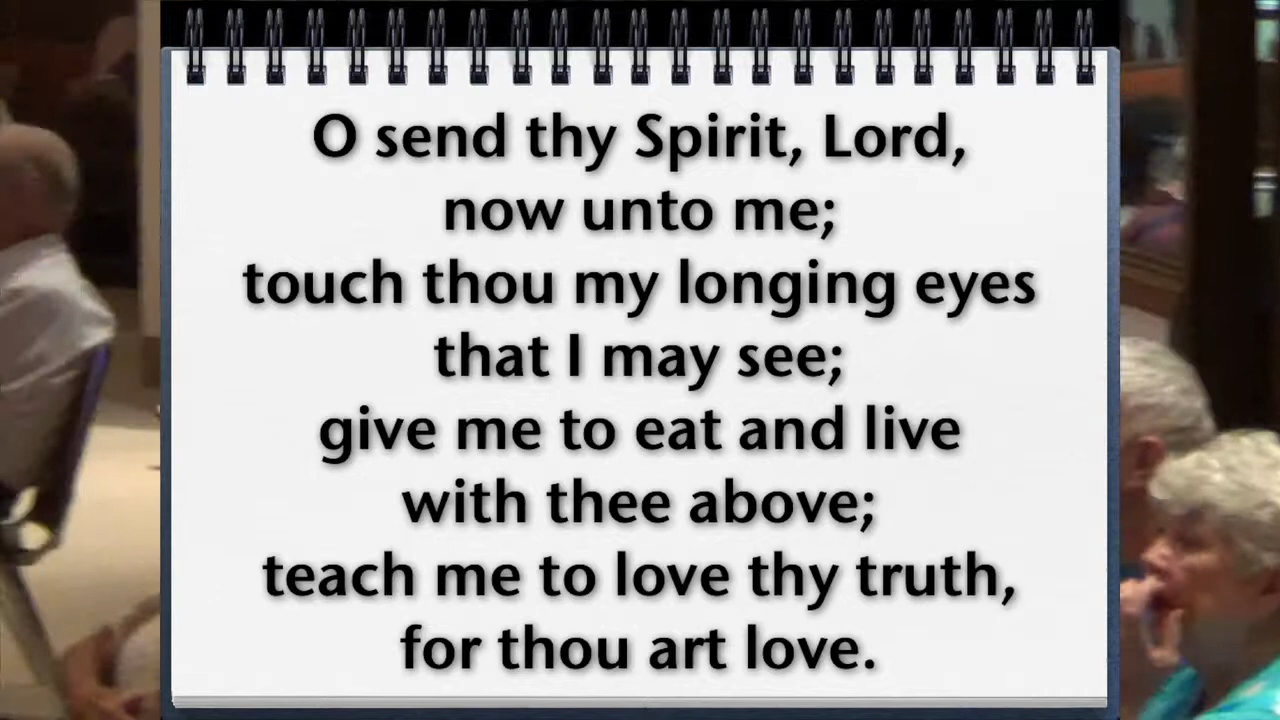 O send thy Spirit, Lord,
now unto me;
touch thou my longing eyes
that I may see;
give me to eat and live
with thee above;
teach me to love thy truth,
for thou art love.